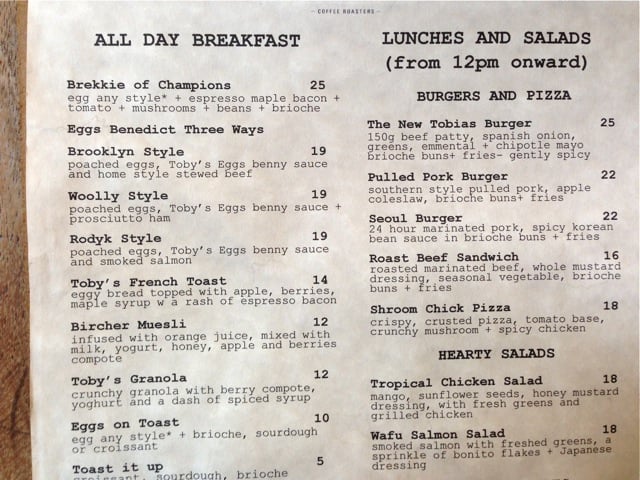 — COFFEE ROASTERS —
ALL DAY BREAKFAST
Brekkie of Champions 25
egg any style* + espresso maple bacon +
tomato + mushrooms + beans + brioche
Eggs Benedict Three Ways
Brooklyn Style 19
poached eggs, Toby's Eggs benny sauce
and home style stewed beef
Woolly Style 19
poached eggs, Toby's Eggs benny sauce +
prosciutto ham
Rodyk Style 19
poached eggs, Toby's Eggs benny sauce
and smoked salmon
Toby's French Toast 14
eggy bread topped with apple, berries,
maple syrup w a rash of espresso bacon
Bircher Muesli 12
infused with orange juice, mixed with
milk, yogurt, honey, apple and berries
compote
Toby's Granola 12
crunchy granola with berry compote,
yoghurt and a dash of spiced syrup
Eggs on Toast 10
egg any style* + brioche, sourdough
or croissant
Toast it up 5
croissant, sourdough, brioche
LUNCHES AND SALADS
(from 12pm onward)
BURGERS AND PIZZA
The New Tobias Burger 25
150g beef patty, spanish onion,
greens, emmental + chipotle mayo
brioche buns+ fries- gently spicy
Pulled Pork Burger 22
southern style pulled pork, apple
coleslaw, brioche buns+ fries
Seoul Burger 22
24 hour marinated pork, spicy korean
bean sauce in brioche buns + fries
Roast Beef Sandwich 16
roasted marinated beef, whole mustard
dressing, seasonal vegetable, brioche
buns + fries
Shroom Chick Pizza 18
crispy, crusted pizza, tomato base,
crunchy mushroom + spicy chicken
HEARTY SALADS
Tropical Chicken Salad 18
mango, sunflower seeds, honey mustard
dressing, with fresh greens and
grilled chicken
Wafu Salmon Salad 18
smoked salmon with freshed greens, a
sprinkle of bonito flakes + Japanese
dressing